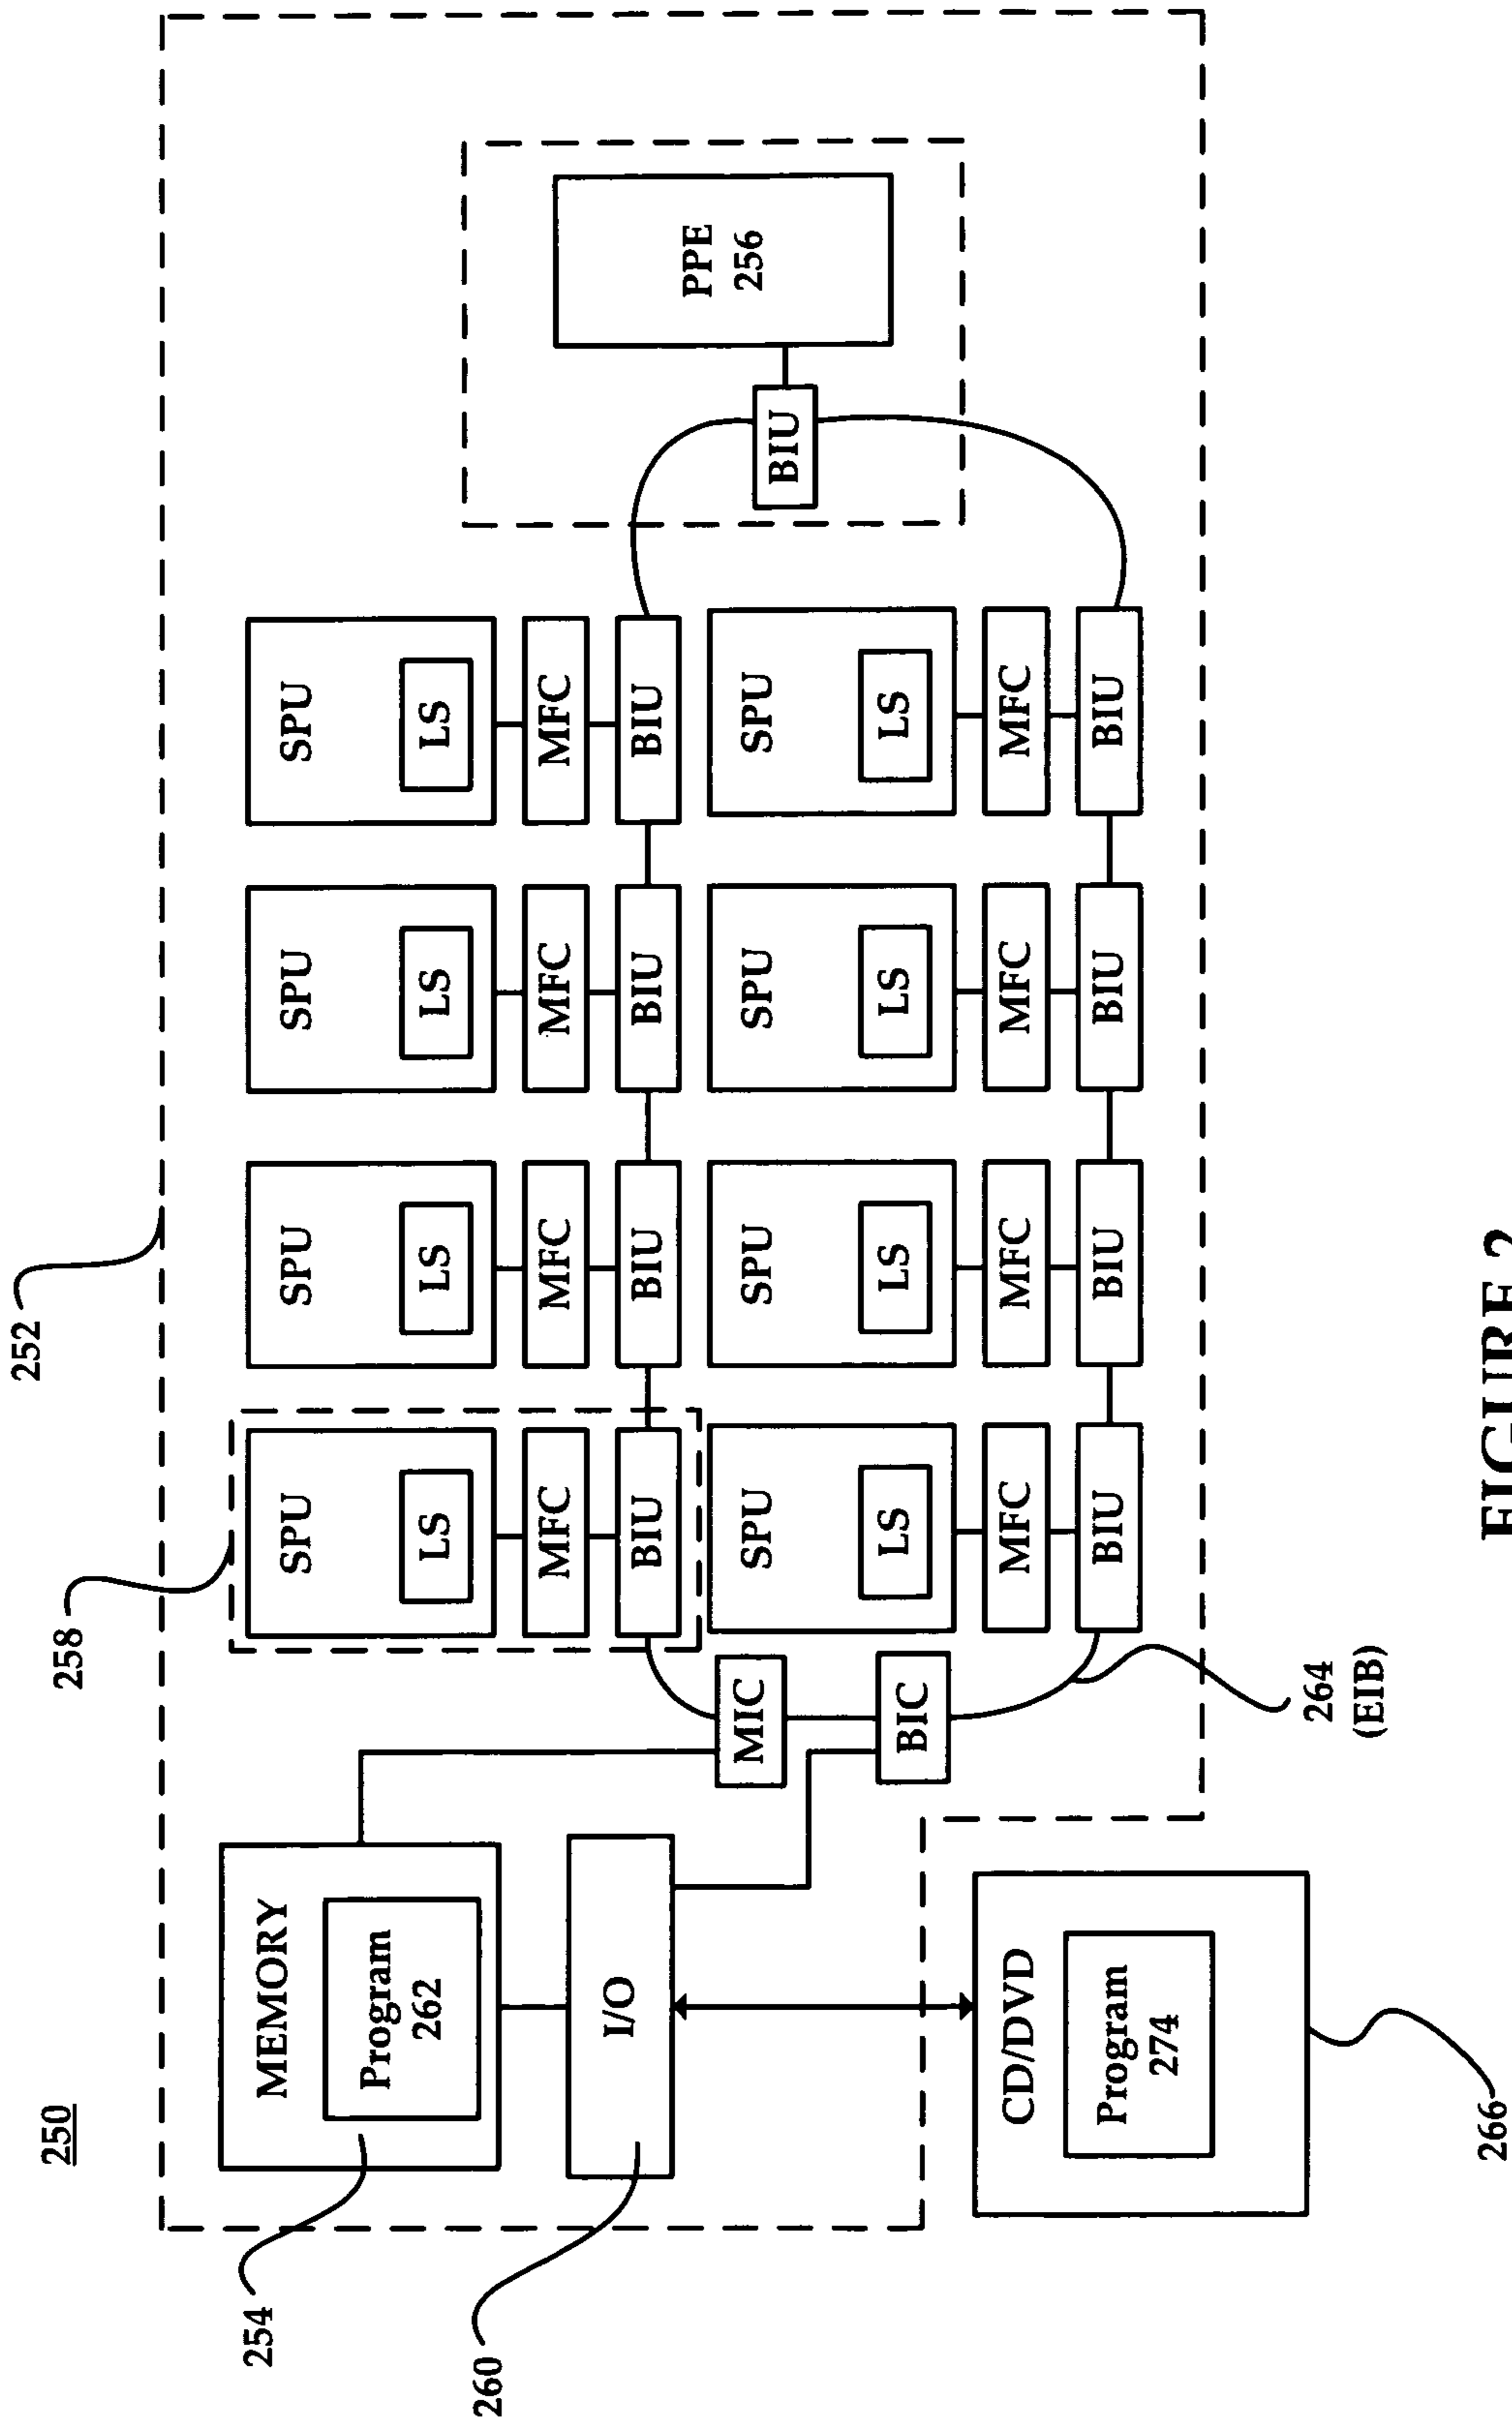 250
252
258
254
260
MEMORY
Program
262
I/O
CD/DVD
Program
274
266
MIC
BIC
264
(EIB)
SPU
LS
MFC
BIU
SPU
LS
MFC
BIU
SPU
LS
MFC
BIU
SPU
LS
MFC
BIU
SPU
LS
MFC
BIU
SPU
LS
MFC
BIU
SPU
LS
MFC
BIU
SPU
LS
MFC
BIU
BIU
PPE
256
FIGURE 2